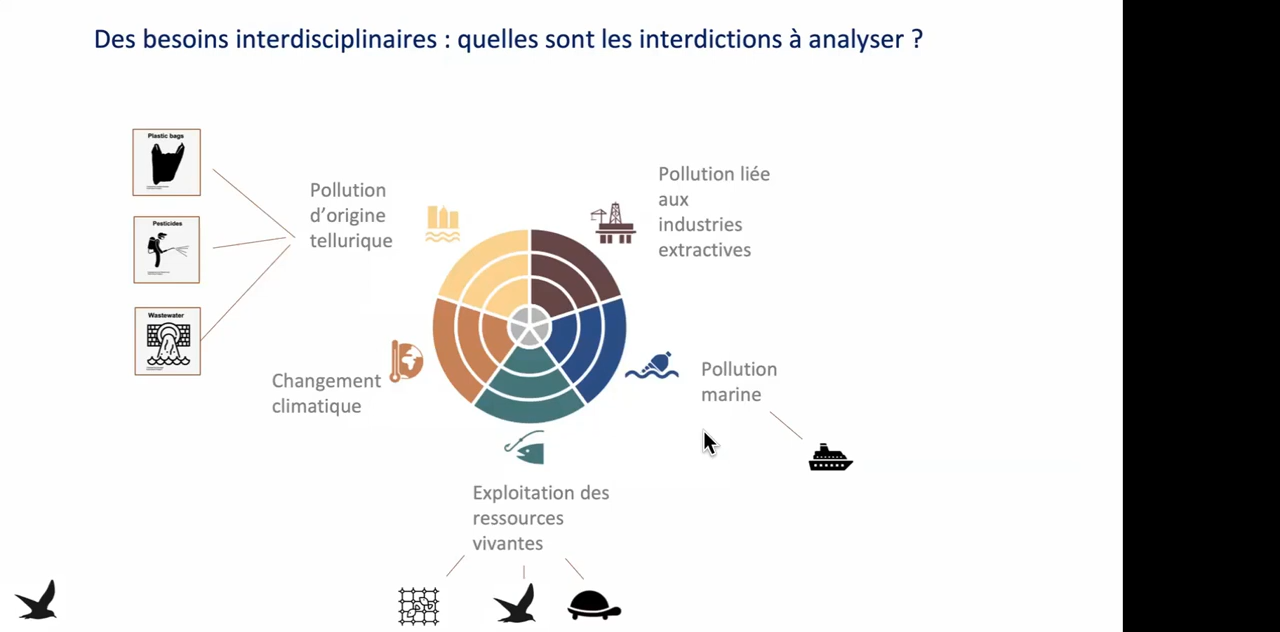 Des besoins interdisciplinaires : quelles sont les interdictions à analyser ?
Plastic bags
Pesticides
Wastewater
Pollution
d’origine
tellurique
Pollution liée
aux
industries
extractives
Changement
climatique
Pollution
marine
Exploitation des
ressources
vivantes